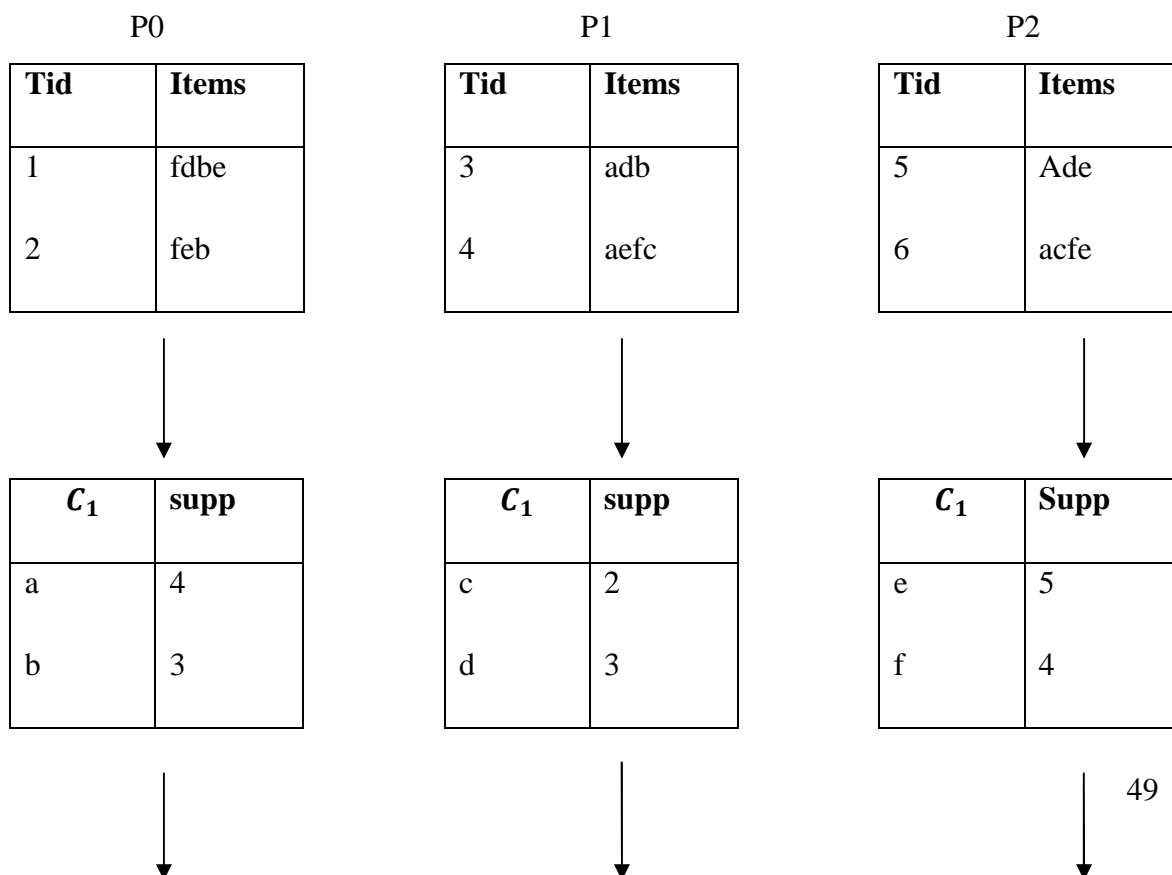 P0 P1 P2
Tid Items Tid Items Tid Items
1 fdbe 3 adb 5 Ade
2 feb 4 aefc 6 acfe
C₁ supp C₁ supp C₁ Supp
a 4 c 2 e 5
b 3 d 3 f 4
49